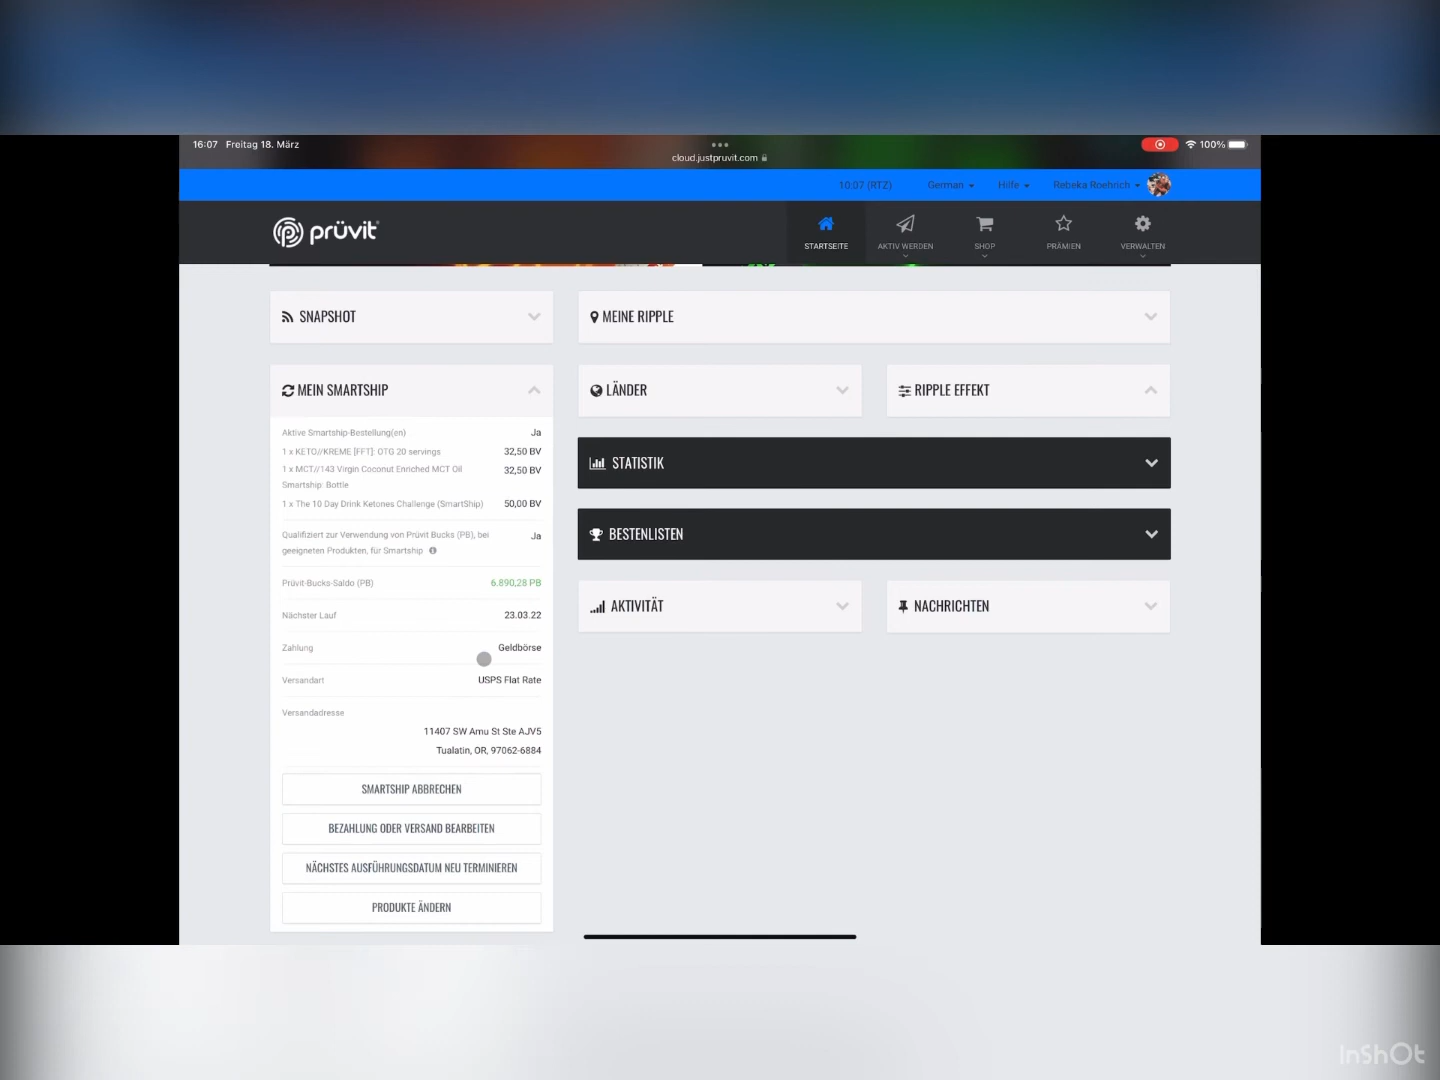 16:07 Freitag 18. März
cloud.justpruvit.com
100%
10:07 (RTZ) German Hilfe Rebeka Roehrich
prüvit
STARTSEITE AKTIV WERDEN SHOP PRÄMIEN VERWALTEN
SNAPSHOT
MEINE RIPPLE
MEIN SMARTSHIP
LÄNDER
RIPPLE EFFEKT
Aktive Smartship-Bestellung(en) Ja
1 x KETO//KREME [FFT]: OTG 20 servings 32,50 BV
1 x MCT//143 Virgin Coconut Enriched MCT Oil 32,50 BV
Smartship: Bottle
1 x The 10 Day Drink Ketones Challenge (SmartShip) 50,00 BV
Qualifiziert zur Verwendung von Prüvit Bucks (PB), bei Ja
geeigneten Produkten, für Smartship
Prüvit-Bucks-Saldo (PB) 6.890,28 PB
Nächster Lauf 23.03.22
Zahlung Geldbörse
Versandart USPS Flat Rate
Versandadresse
11407 SW Amu St Ste AJV5
Tualatin, OR, 97062-6884
SMARTSHIP ABBRECHEN
BEZAHLUNG ODER VERSAND BEARBEITEN
NÄCHSTES AUSFÜHRUNGSDATUM NEU TERMINIEREN
PRODUKTE ÄNDERN
STATISTIK
BESTENLISTEN
AKTIVITÄT
NACHRICHTEN
InShOt